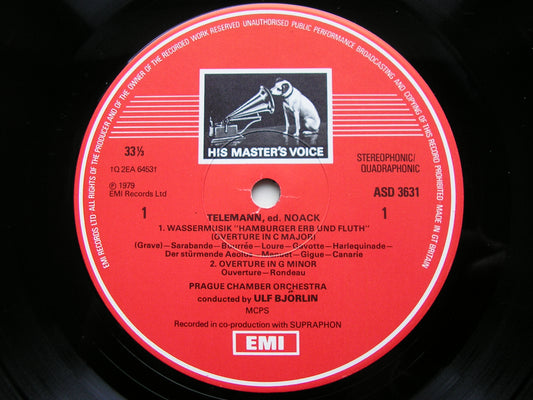 EMI RECORDS LTD ALL RIGHTS OF THE PRODUCER AND OF THE OWNER OF THE RECORDED WORK RESERVED UNAUTHORISED PUBLIC PERFORMANCE BROADCASTING AND COPYING OF THIS RECORD PROHIBITED MADE IN GT BRITAIN
HIS MASTER'S VOICE
33⅓
1Q 2EA 64531
STEREOPHONIC/
QUADRAPHONIC
℗ 1979
EMI Records Ltd
ASD 3631
1
1
TELEMANN, ed. NOACK
1. WASSERMUSIK "HAMBURGER ERB UND FLUTH"
(OVERTURE IN C MAJOR)
(Grave)—Sarabande—Bourrée—Loure—Gavotte—Harlequinade—
Der stürmende Aeolus—Menuet—Gigue—Canarie
2. OVERTURE IN G MINOR
Ouverture—Rondeau
PRAGUE CHAMBER ORCHESTRA
conducted by ULF BJÖRLIN
MCPS
Recorded in co-production with SUPRAPHON
EMI